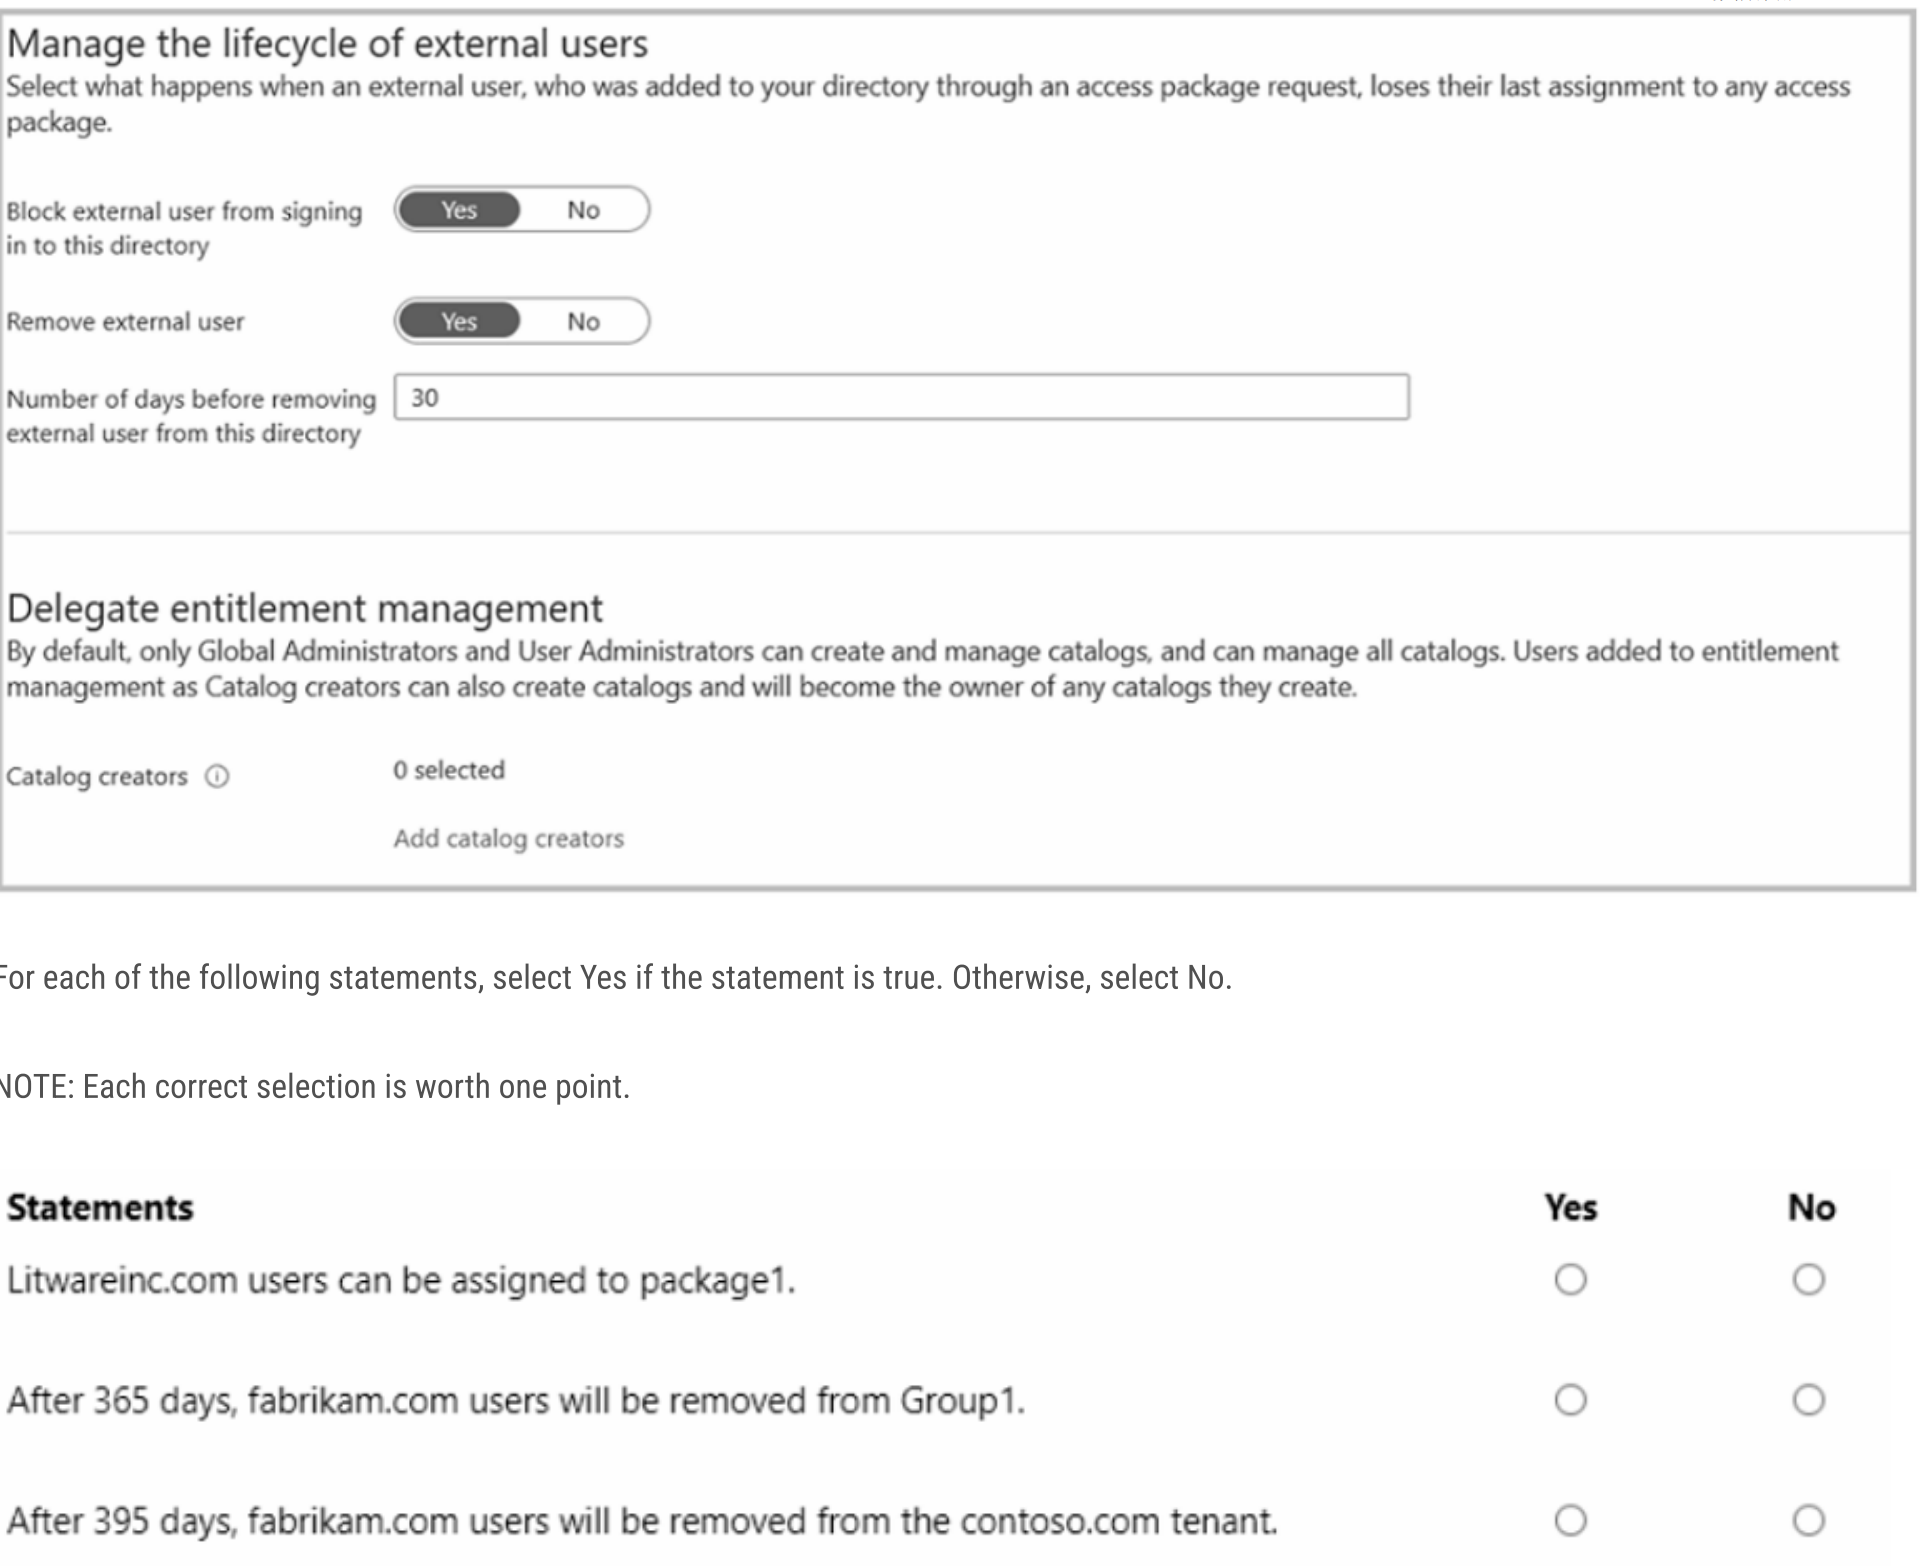 Manage the lifecycle of external users
Select what happens when an external user, who was added to your directory through an access package request, loses their last assignment to any access
package.
Block external user from signing
in to this directory
Yes No
Remove external user
Yes No
Number of days before removing
external user from this directory
30
Delegate entitlement management
By default, only Global Administrators and User Administrators can create and manage catalogs, and can manage all catalogs. Users added to entitlement
management as Catalog creators can also create catalogs and will become the owner of any catalogs they create.
Catalog creators 0 selected
Add catalog creators
For each of the following statements, select Yes if the statement is true. Otherwise, select No.
NOTE: Each correct selection is worth one point.
Statements Yes No
Litwareinc.com users can be assigned to package1.
After 365 days, fabrikam.com users will be removed from Group1.
After 395 days, fabrikam.com users will be removed from the contoso.com tenant.